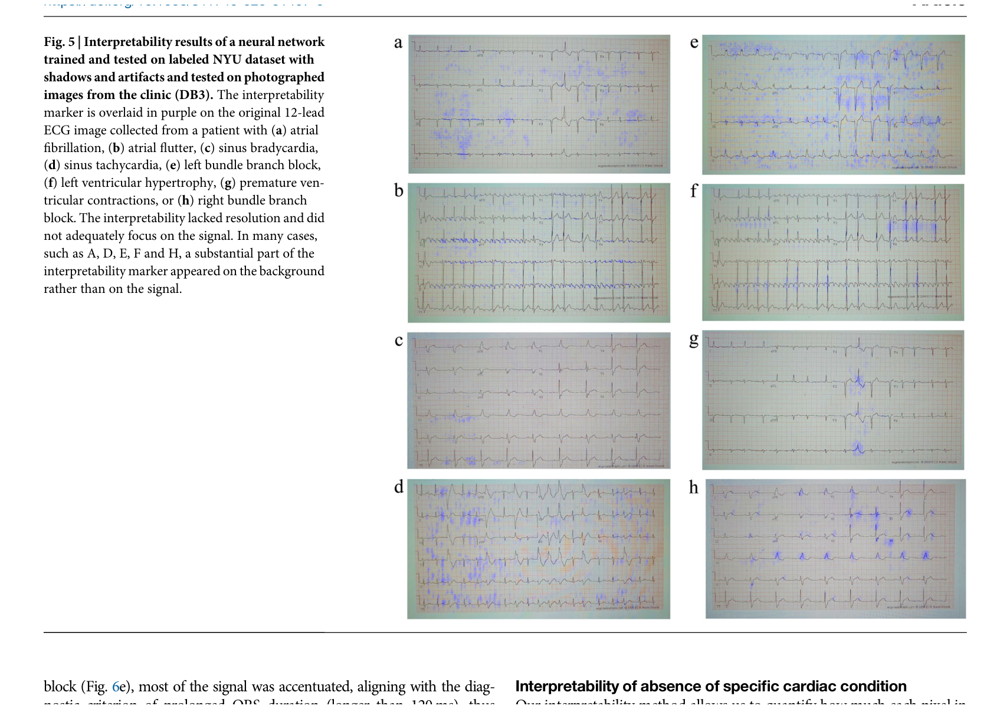 Fig. 5 | Interpretability results of a neural network
trained and tested on labeled NYU dataset with
shadows and artifacts and tested on photographed
images from the clinic (DB3). The interpretability
marker is overlaid in purple on the original 12-lead
ECG image collected from a patient with (a) atrial
fibrillation, (b) atrial flutter, (c) sinus bradycardia,
(d) sinus tachycardia, (e) left bundle branch block,
(f) left ventricular hypertrophy, (g) premature ven-
tricular contractions, or (h) right bundle branch
block. The interpretability lacked resolution and did
not adequately focus on the signal. In many cases,
such as A, D, E, F and H, a substantial part of the
interpretability marker appeared on the background
rather than on the signal.
a
e
b
f
c
g
d
h
block (Fig. 6e), most of the signal was accentuated, aligning with the diag-
Interpretability of absence of specific cardiac condition